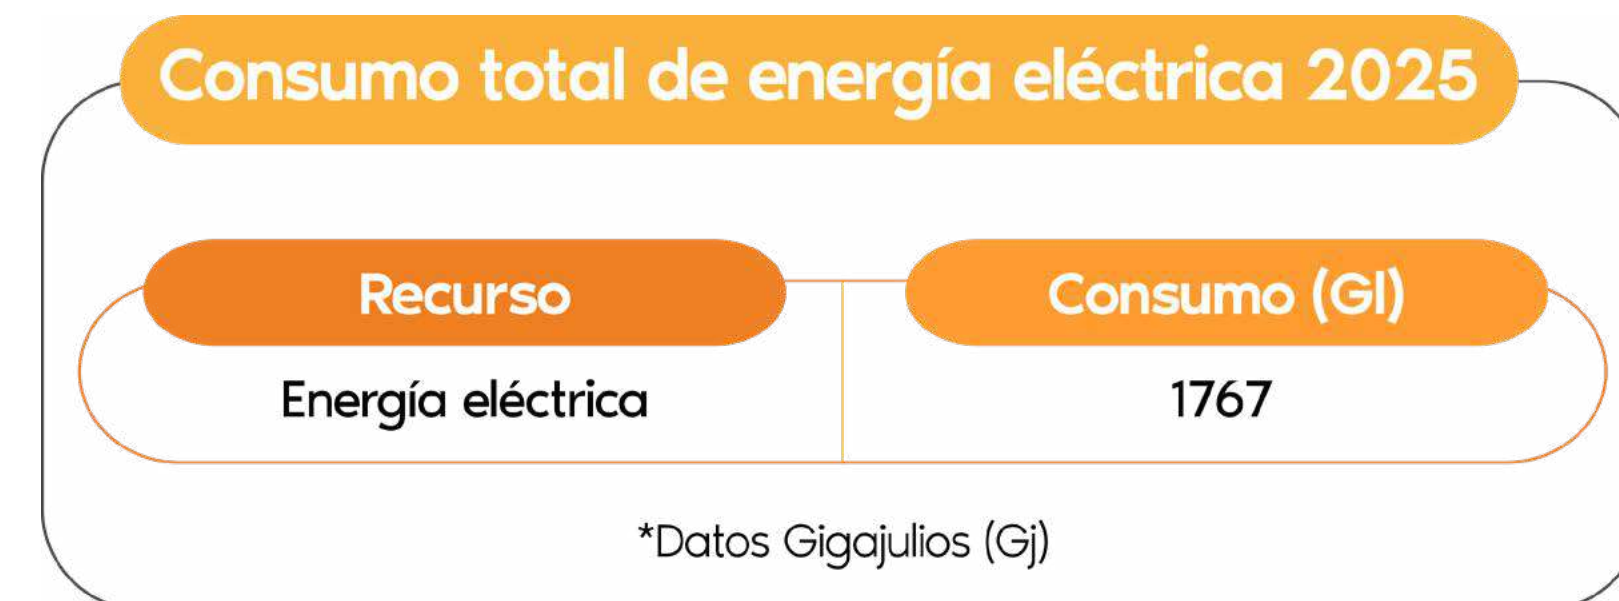 Consumo total de energía eléctrica 2025
Recurso
Consumo (GI)
Energía eléctrica
1767
*Datos Gigajulios (Gj)